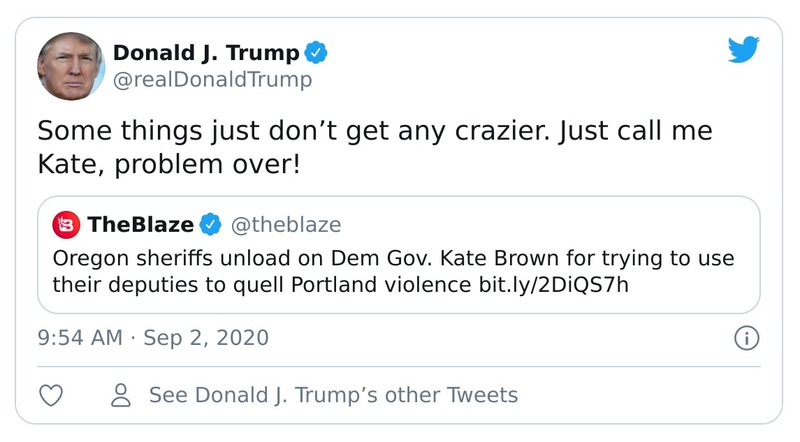 Donald J. Trump
@realDonaldTrump
Some things just don’t get any crazier. Just call me
Kate, problem over!
TheBlaze @theblaze
Oregon sheriffs unload on Dem Gov. Kate Brown for trying to use
their deputies to quell Portland violence bit.ly/2DiQS7h
9:54 AM · Sep 2, 2020
See Donald J. Trump’s other Tweets